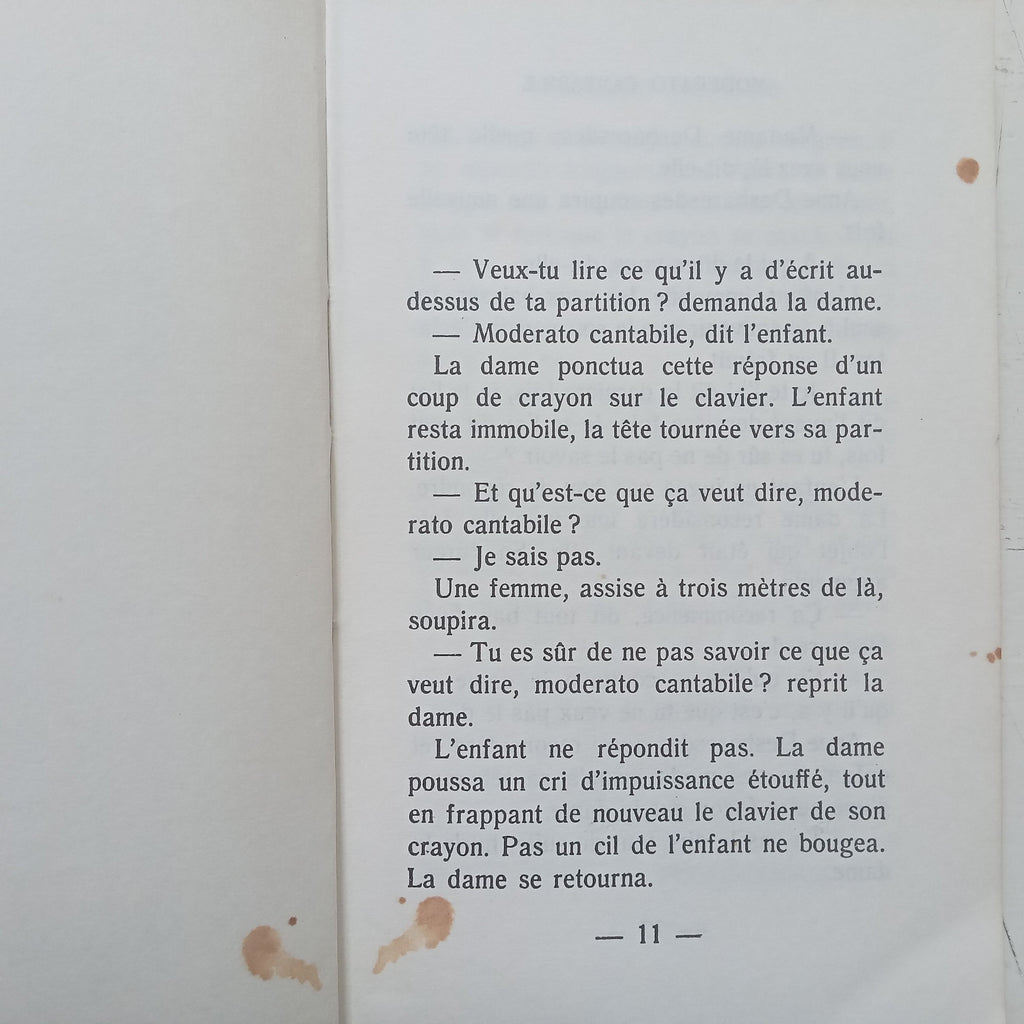 — Veux-tu lire ce qu'il y a d'écrit au-
dessus de ta partition ? demanda la dame.
— Moderato cantabile, dit l'enfant.
La dame ponctua cette réponse d'un
coup de crayon sur le clavier. L'enfant
resta immobile, la tête tournée vers sa par-
tition.
— Et qu'est-ce que ça veut dire, mode-
rato cantabile ?
— Je sais pas.
Une femme, assise à trois mètres de là,
soupira.
— Tu es sûr de ne pas savoir ce que ça
veut dire, moderato cantabile ? reprit la
dame.
L'enfant ne répondit pas. La dame
poussa un cri d'impuissance étouffé, tout
en frappant de nouveau le clavier de son
crayon. Pas un cil de l'enfant ne bougea.
La dame se retourna.
— 11 —